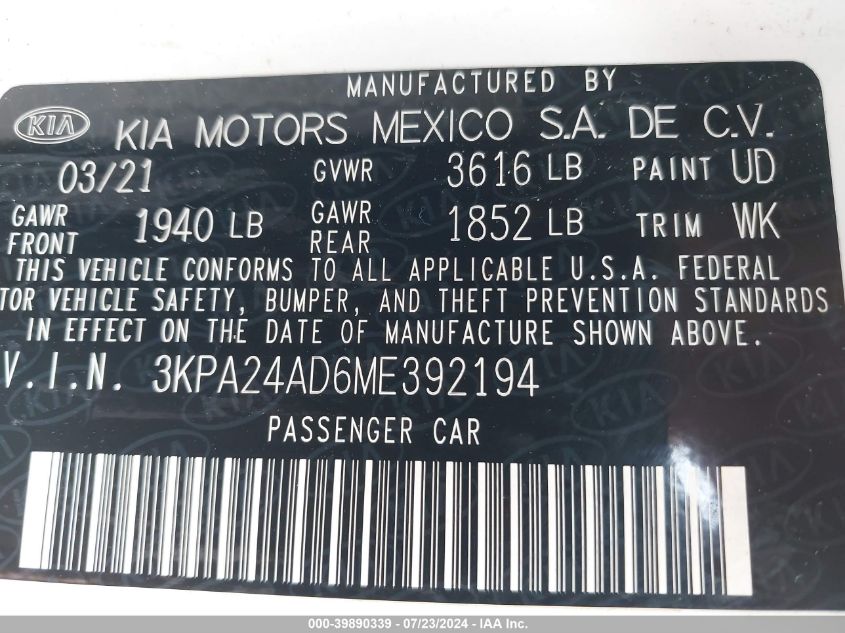 MANUFACTURED BY
KIA KIA MOTORS MEXICO S.A. DE C.V.
03/21 GVWR 3616 LB PAINT UD
GAWR FRONT 1940 LB GAWR REAR 1852 LB TRIM WK
THIS VEHICLE CONFORMS TO ALL APPLICABLE U.S.A. FEDERAL
TOR VEHICLE SAFETY, BUMPER, AND THEFT PREVENTION STANDARDS
IN EFFECT ON THE DATE OF MANUFACTURE SHOWN ABOVE.
V.I.N. 3KPA24AD6ME392194
PASSENGER CAR
000-39890339 - 07/23/2024 - IAA Inc.